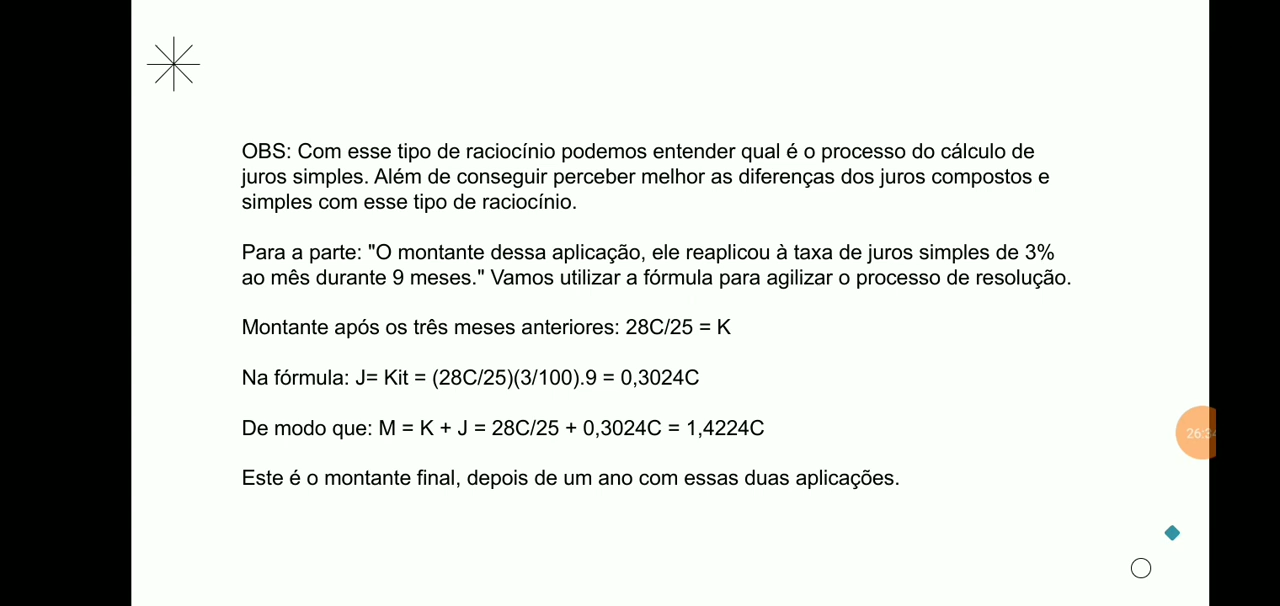 OBS: Com esse tipo de raciocínio podemos entender qual é o processo do cálculo de
juros simples. Além de conseguir perceber melhor as diferenças dos juros compostos e
simples com esse tipo de raciocínio.
Para a parte: "O montante dessa aplicação, ele reaplicou à taxa de juros simples de 3%
ao mês durante 9 meses." Vamos utilizar a fórmula para agilizar o processo de resolução.
Montante após os três meses anteriores: 28C/25 = K
Na fórmula: J= Kit = (28C/25)(3/100).9 = 0,3024C
De modo que: M = K + J = 28C/25 + 0,3024C = 1,4224C
Este é o montante final, depois de um ano com essas duas aplicações.